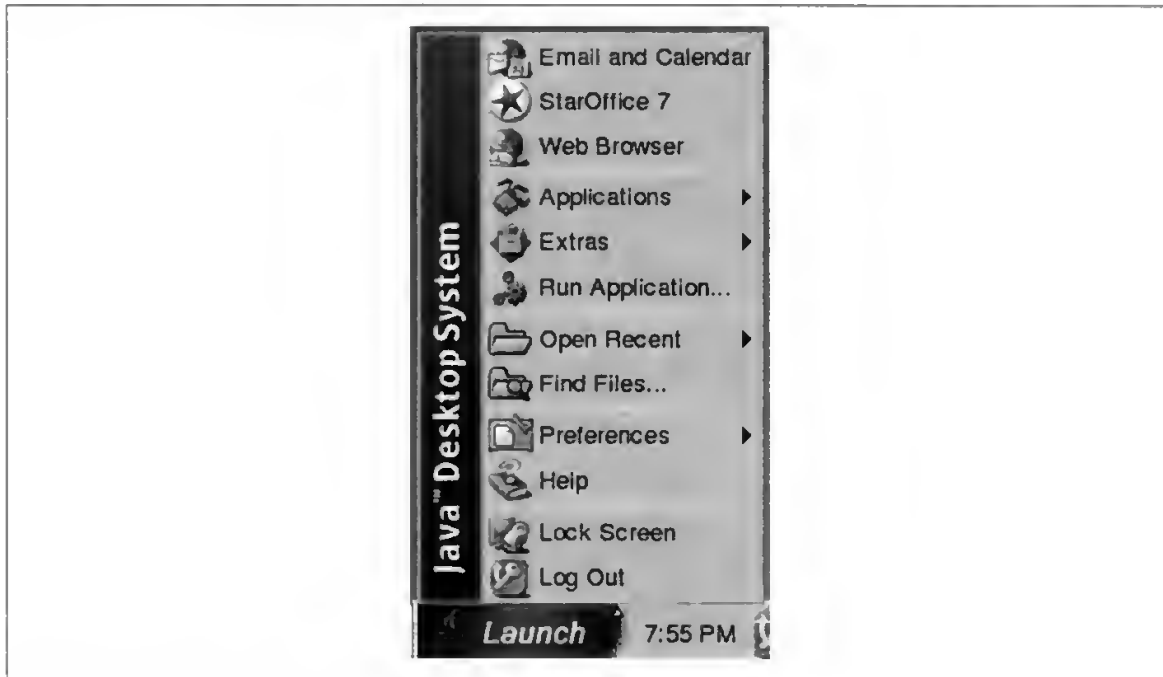 Email and Calendar
StarOffice 7
Web Browser
Applications
Extras
Run Application...
Open Recent
Find Files...
Preferences
Help
Lock Screen
Log Out
Java™ Desktop System
Launch
7:55 PM